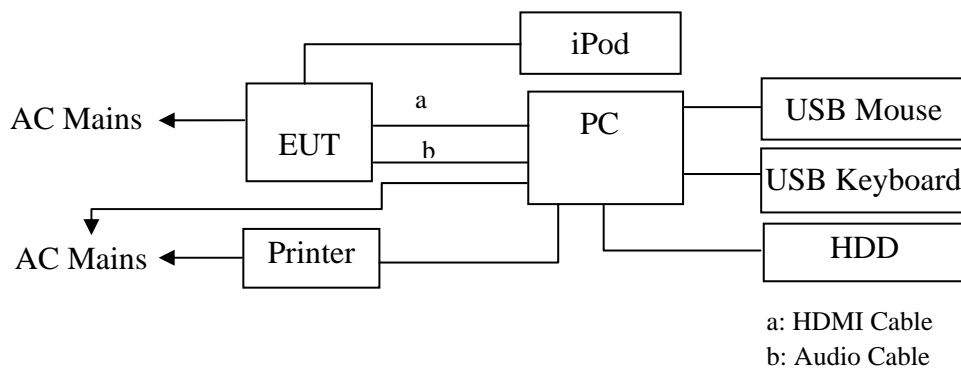 iPod
a
AC Mains
EUT
PC
USB Mouse
b
USB Keyboard
AC Mains
Printer
HDD
a: HDMI Cable
b: Audio Cable